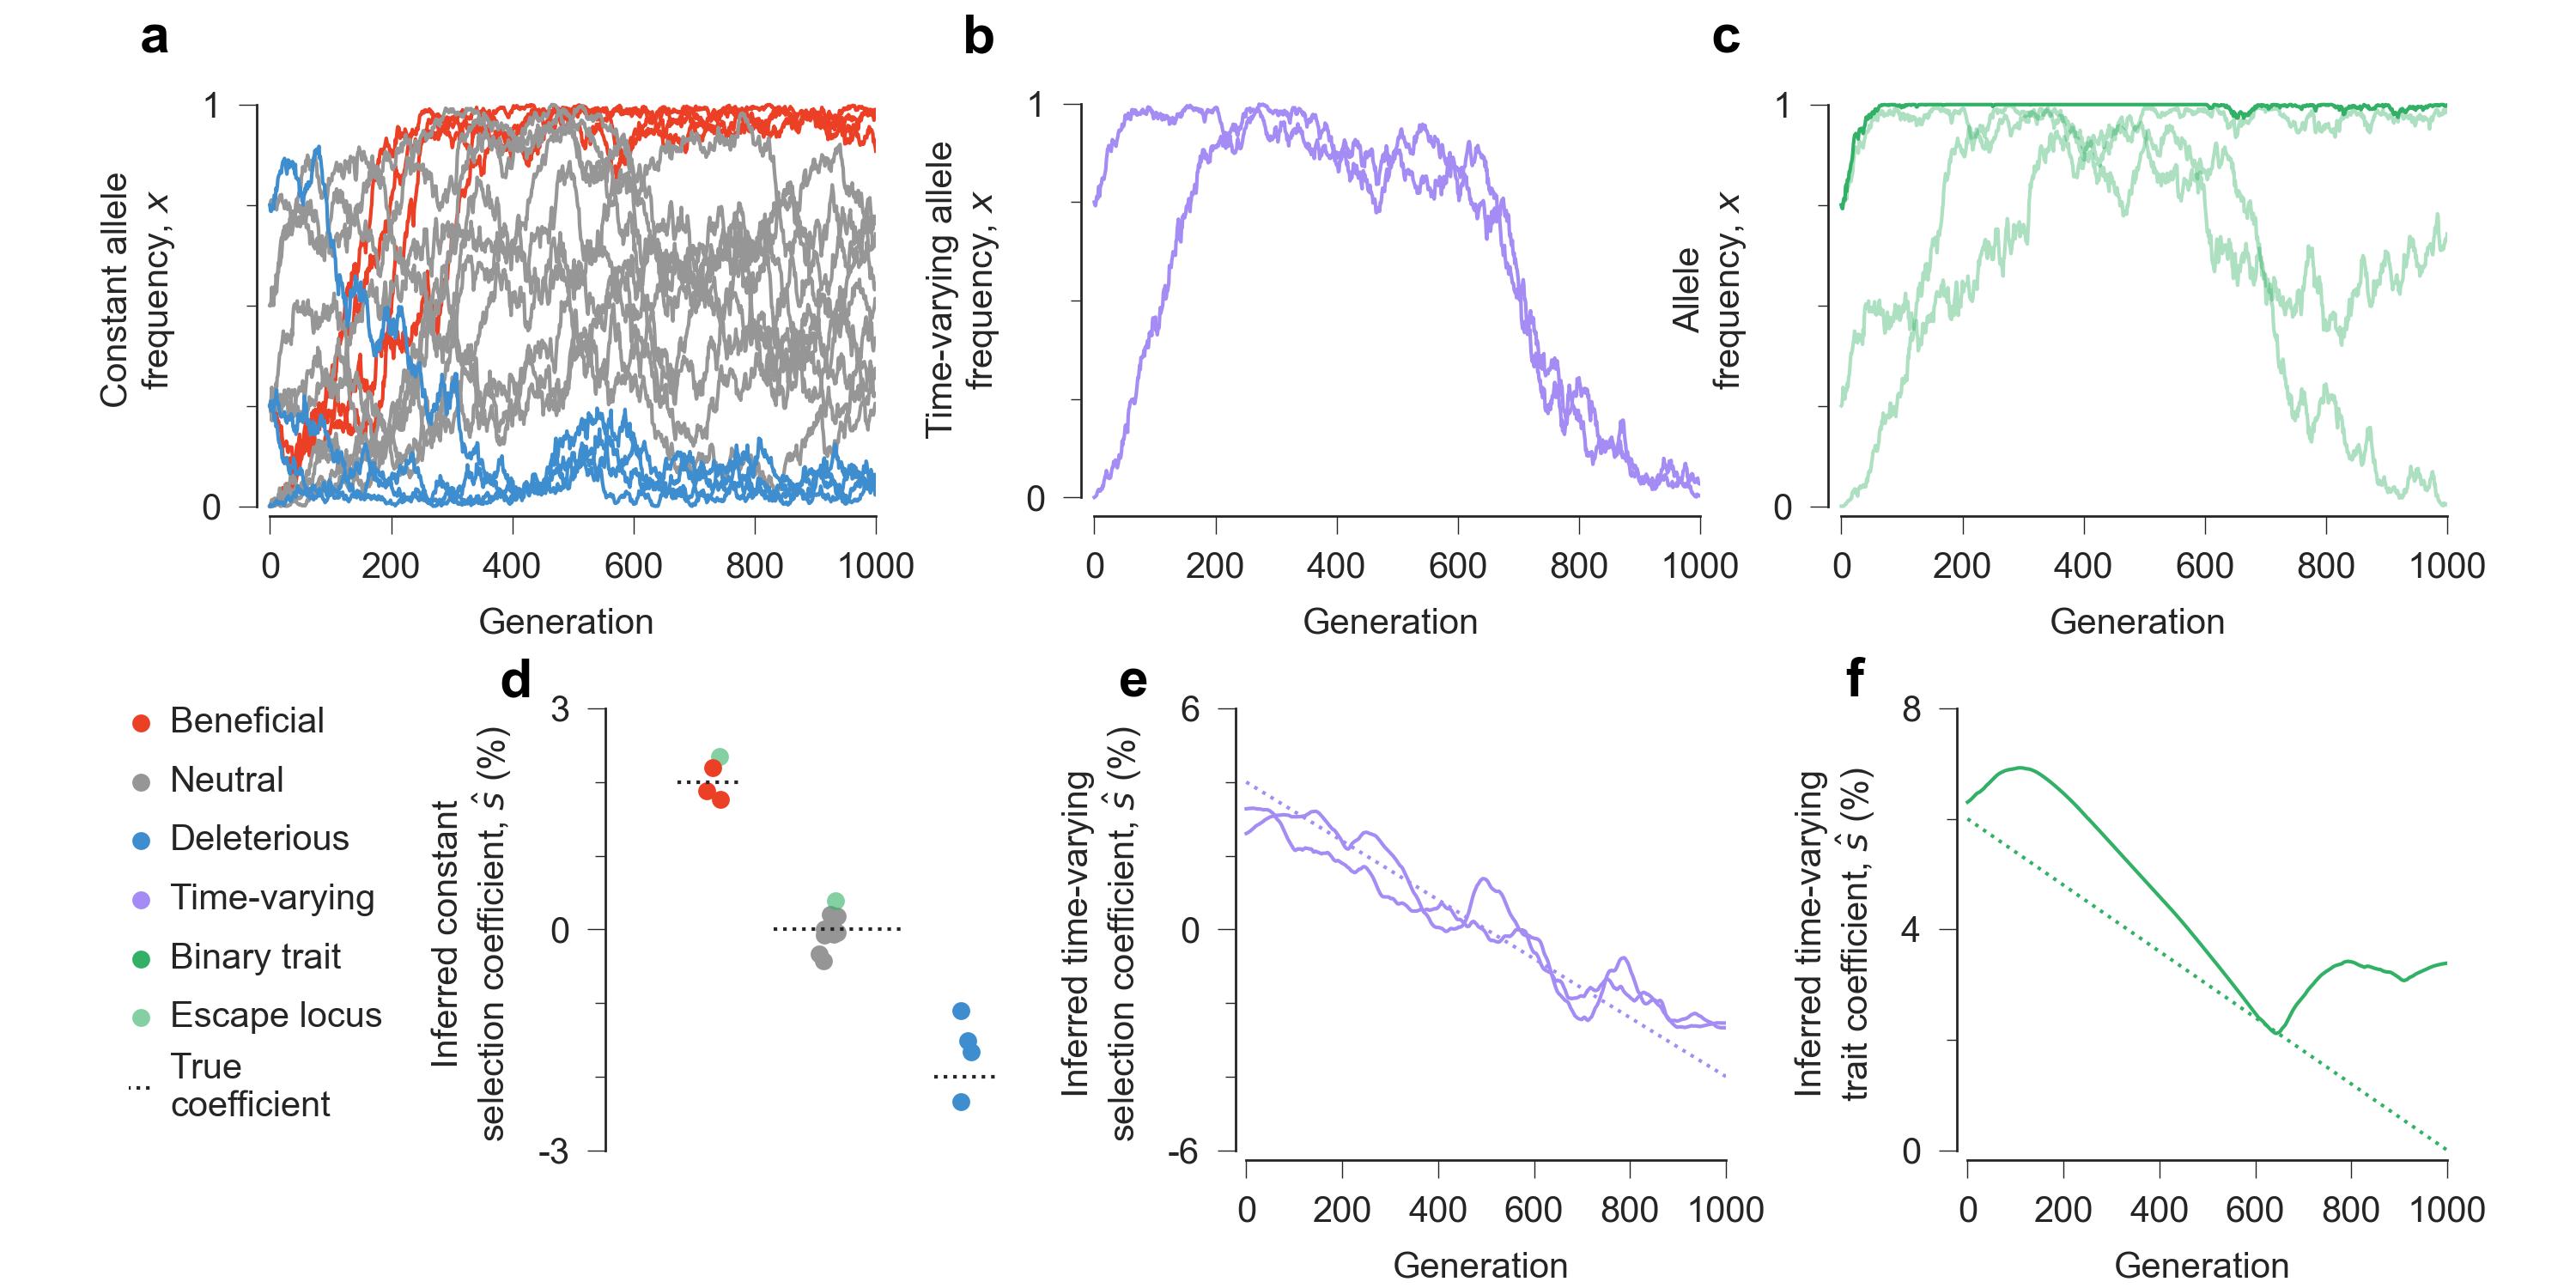 a
Constant allele
frequency, x
1
0
0 200 400 600 800 1000
Generation
b
Time-varying allele
frequency, x
1
0
0 200 400 600 800 1000
Generation
c
Allele
frequency, x
1
0
0 200 400 600 800 1000
Generation
Beneficial
Neutral
Deleterious
Time-varying
Binary trait
Escape locus
True
coefficient
d
Inferred constant
selection coefficient, ŝ (%)
3
0
-3
e
Inferred time-varying
selection coefficient, ŝ (%)
6
0
-6
0 200 400 600 800 1000
Generation
f
Inferred time-varying
trait coefficient, ŝ (%)
8
4
0
0 200 400 600 800 1000
Generation